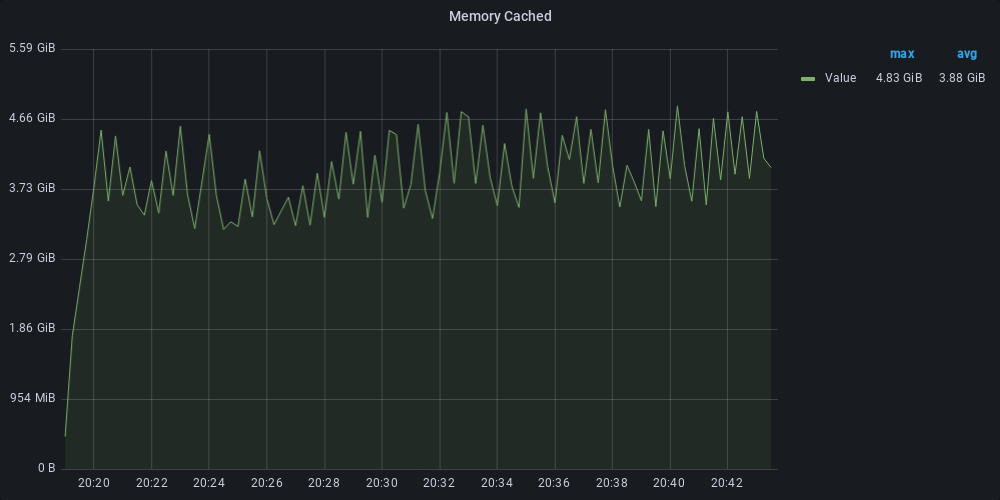 Memory Cached
5.59 GiB
4.66 GiB
3.73 GiB
2.79 GiB
1.86 GiB
954 MiB
0 B
20:20 20:22 20:24 20:26 20:28 20:30 20:32 20:34 20:36 20:38 20:40 20:42
max avg
Value 4.83 GiB 3.88 GiB